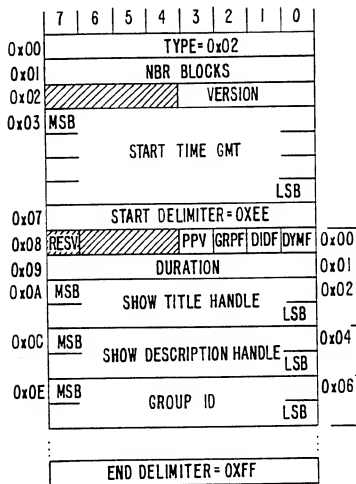 7 6 5 4 3 2 1 0
0x00 TYPE=0x02
0x01 NBR BLOCKS
0x02 VERSION
0x03 MSB
START TIME GMT
LSB
0x07 START DELIMITER=0XEE
0x08 RESV PPV GRPF DIDF DYMF 0x00
0x09 DURATION 0x01
0x0A MSB 0x02
SHOW TITLE HANDLE
LSB
0x0C MSB 0x04
SHOW DESCRIPTION HANDLE
LSB
0x0E MSB 0x06
GROUP ID
LSB
END DELIMITER=0XFF